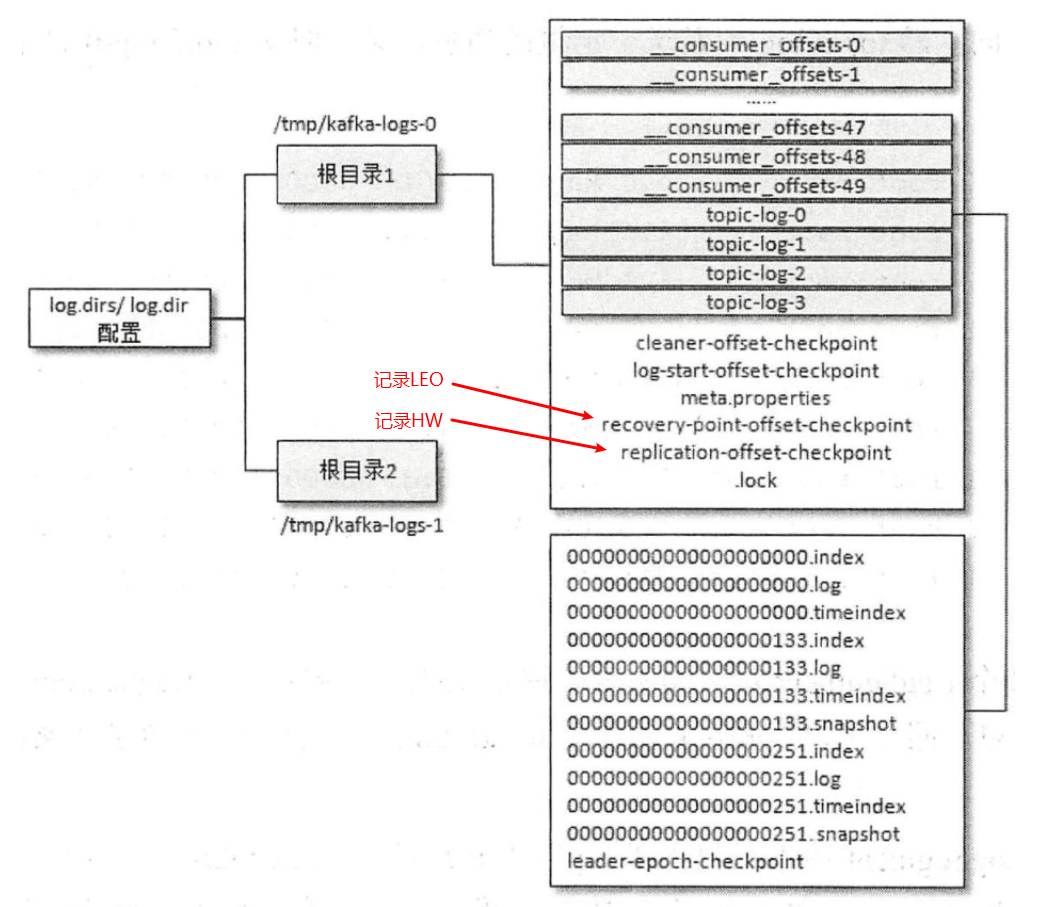 /tmp/kafka-logs-0
根目录1
log.dirs/ log.dir
配置
记录LEO
记录HW
根目录2
/tmp/kafka-logs-1
__consumer_offsets-0
__consumer_offsets-1
......
__consumer_offsets-47
__consumer_offsets-48
__consumer_offsets-49
topic-log-0
topic-log-1
topic-log-2
topic-log-3
cleaner-offset-checkpoint
log-start-offset-checkpoint
meta.properties
recovery-point-offset-checkpoint
replication-offset-checkpoint
.lock
00000000000000000000.index
00000000000000000000.log
00000000000000000000.timeindex
00000000000000000133.index
00000000000000000133.log
00000000000000000133.timeindex
00000000000000000133.snapshot
00000000000000000251.index
00000000000000000251.log
00000000000000000251.timeindex
00000000000000000251.snapshot
leader-epoch-checkpoint